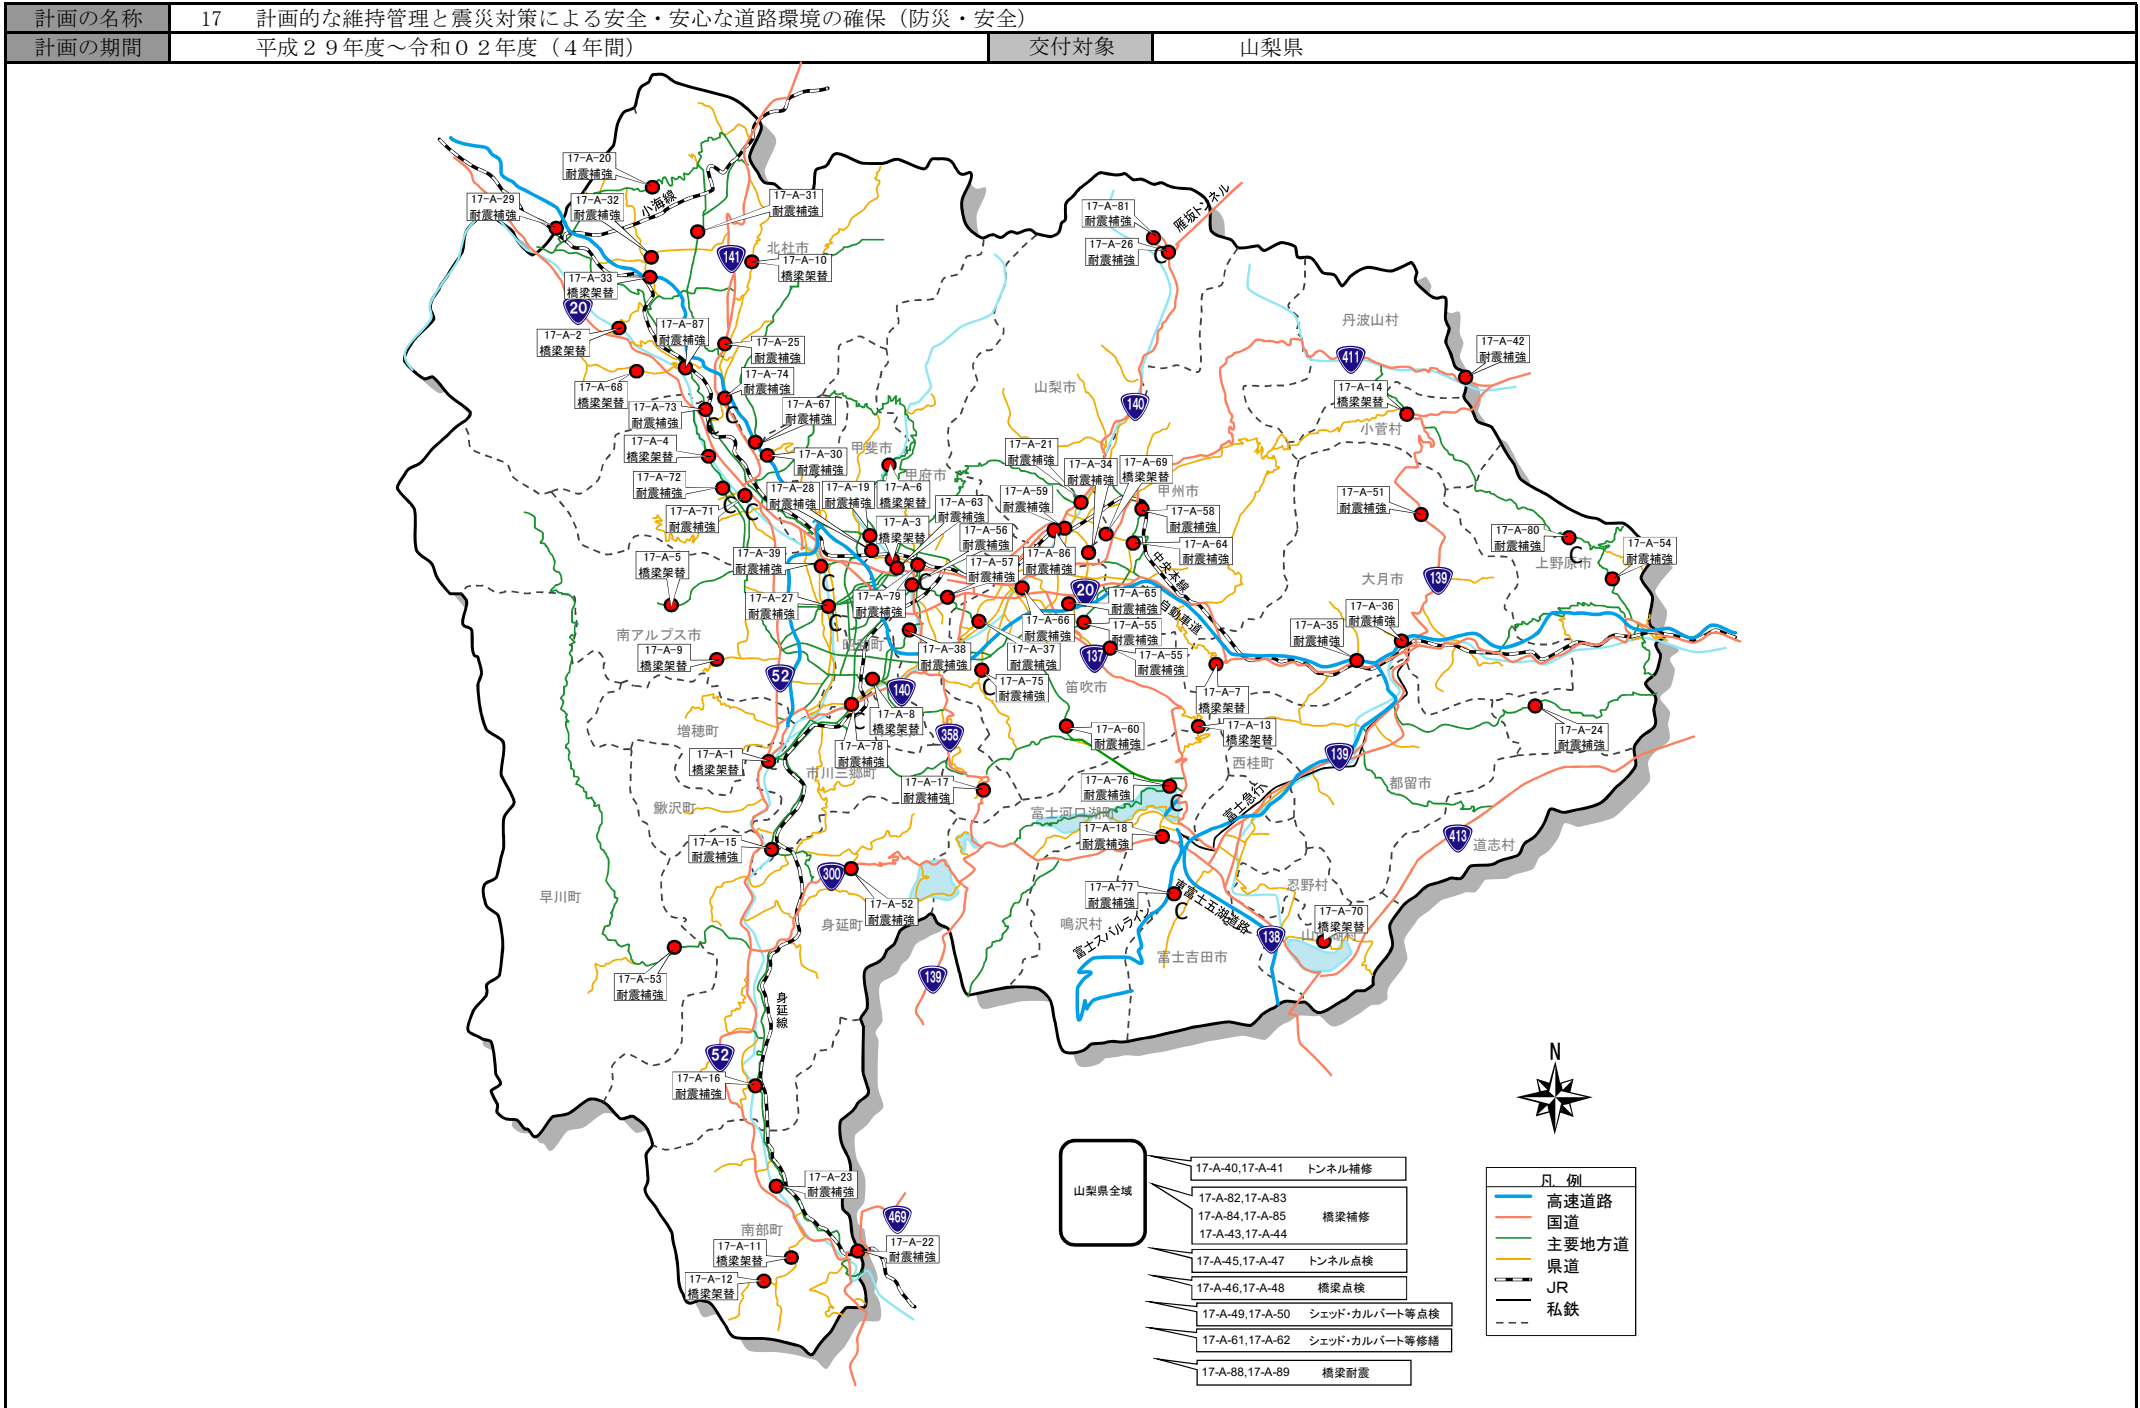 計画の名称 17 計画的な維持管理と震災対策による安全・安心な道路環境の確保（防災・安全）
計画の期間 平成２９年度～令和０２年度（４年間） 交付対象 山梨県
17-A-20
耐震補強
17-A-29
耐震補強
17-A-32
耐震補強
小海線
17-A-31
耐震補強
北杜市
141
17-A-10
橋梁架替
17-A-33
橋梁架替
20
17-A-2
橋梁架替
17-A-87
耐震補強
17-A-25
耐震補強
17-A-68
橋梁架替
17-A-74
耐震補強
C
17-A-73
耐震補強
C
17-A-67
耐震補強
17-A-4
橋梁架替
17-A-30
耐震補強
甲斐市
甲府市
17-A-72
耐震補強
17-A-71
耐震補強
C
C
17-A-28
耐震補強
17-A-19
耐震補強
17-A-6
橋梁架替
17-A-63
耐震補強
17-A-3
橋梁架替
17-A-56
耐震補強
17-A-57
耐震補強
17-A-5
橋梁架替
17-A-39
耐震補強
C
17-A-27
耐震補強
C
17-A-79
耐震補強
C
17-A-81
耐震補強
17-A-26
耐震補強
C
雁坂トンネル
丹波山村
411
17-A-42
耐震補強
17-A-14
橋梁架替
小菅村
山梨市
140
17-A-21
耐震補強
17-A-34
耐震補強
17-A-69
橋梁架替
17-A-59
耐震補強
甲州市
17-A-58
耐震補強
17-A-64
耐震補強
17-A-86
耐震補強
中央本線
20
17-A-65
耐震補強
自動車道
17-A-66
耐震補強
17-A-55
耐震補強
17-A-55
耐震補強
137
17-A-37
耐震補強
17-A-38
耐震補強
17-A-75
耐震補強
C
笛吹市
17-A-51
耐震補強
17-A-80
耐震補強
C
17-A-54
耐震補強
上野原市
大月市
139
17-A-36
耐震補強
17-A-35
耐震補強
17-A-7
橋梁架替
17-A-13
橋梁架替
17-A-24
耐震補強
南アルプス市
17-A-9
橋梁架替
52
140
17-A-8
橋梁架替
C
17-A-78
耐震補強
358
17-A-60
耐震補強
増穂町
17-A-1
橋梁架替
市川三郷町
17-A-17
耐震補強
17-A-76
耐震補強
C
西桂町
139
都留市
富士急行
鰍沢町
富士河口湖町
17-A-18
耐震補強
413
道志村
17-A-15
耐震補強
300
17-A-52
耐震補強
身延町
早川町
17-A-77
耐震補強
C
東富士五湖道路
富士スバルライン
鳴沢村
忍野村
17-A-70
橋梁架替
138
富士吉田市
17-A-53
耐震補強
139
身延線
52
17-A-16
耐震補強
17-A-23
耐震補強
469
17-A-22
耐震補強
南部町
17-A-11
橋梁架替
17-A-12
橋梁架替
N
山梨県全域
17-A-40,17-A-41 トンネル補修
17-A-82,17-A-83
17-A-84,17-A-85 橋梁補修
17-A-43,17-A-44
17-A-45,17-A-47 トンネル点検
17-A-46,17-A-48 橋梁点検
17-A-49,17-A-50 シェッド・カルバート等点検
17-A-61,17-A-62 シェッド・カルバート等修繕
17-A-88,17-A-89 橋梁耐震
凡 例
高速道路
国道
主要地方道
県道
JR
私鉄